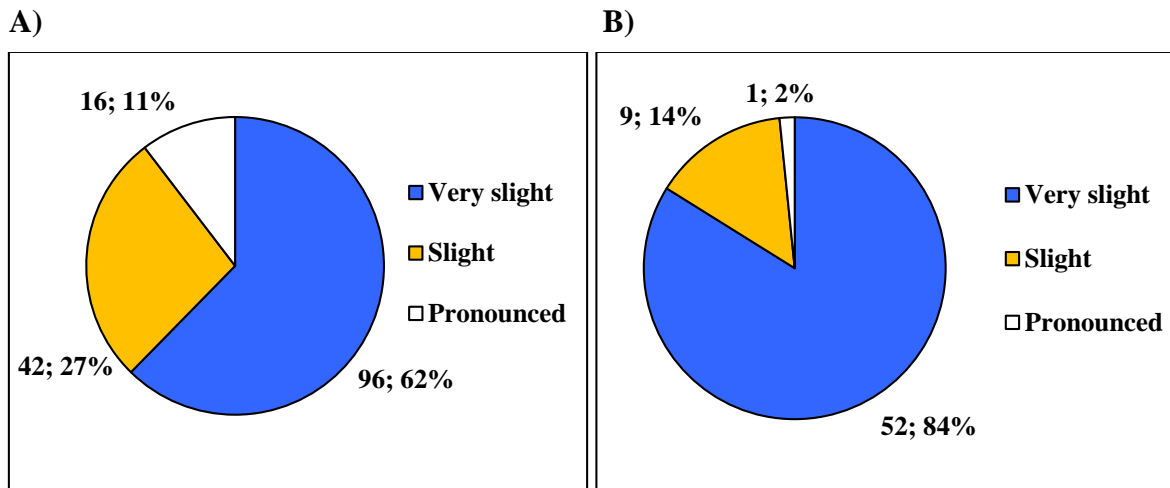 A)
16; 11%
Very slight
Slight
Pronounced
42; 27%
96; 62%
B)
1; 2%
9; 14%
Very slight
Slight
Pronounced
52; 84%